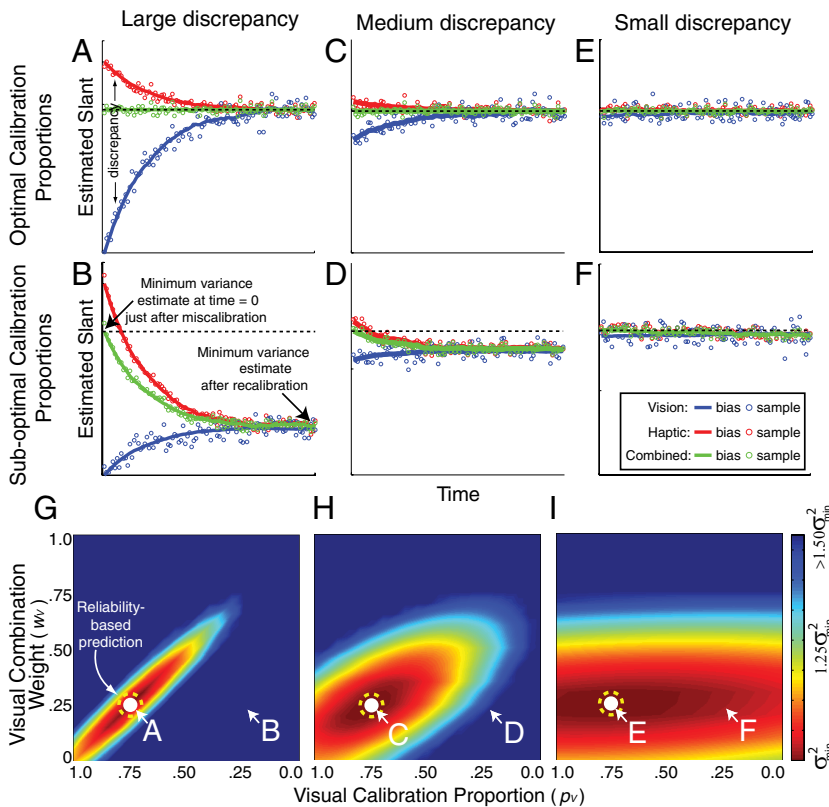 Large discrepancy
Medium discrepancy
Small discrepancy
Optimal Calibration
Proportions
A
Estimated Slant
discrepancy
C
E
Sub-optimal Calibration
Proportions
B
Estimated Slant
Minimum variance
estimate at time = 0
just after miscalibration
Minimum variance
estimate
after recalibration
D
F
Vision: bias sample
Haptic: bias sample
Combined: bias sample
Time
G
H
I
Visual Combination
Weight (wv)
1.0
.75
.50
.25
0
Reliability-
based
prediction
A
B
C
D
E
F
1.0 .75 .50 .25 0.0
1.0 .75 .50 .25 0.0
1.0 .75 .50 .25 0.0
Visual Calibration Proportion (pv)
>1.50σ²min
1.25σ²min
σ²min